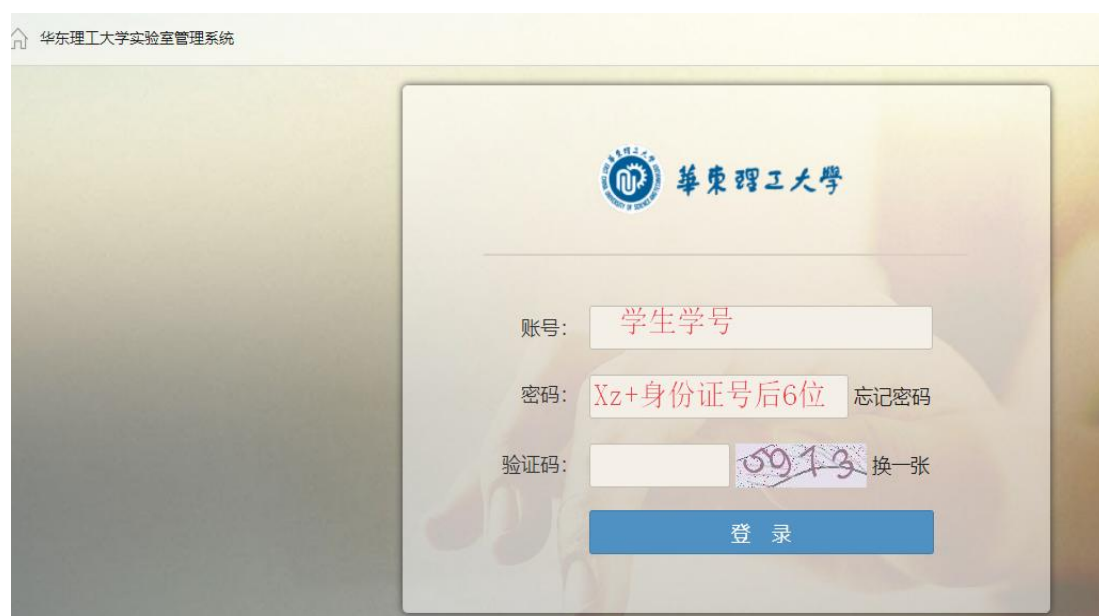 华东理工大学实验室管理系统
華東理工大學
账号： 学生学号
密码： Xz+身份证号后6位 忘记密码
验证码： 5973 换一张
登 录